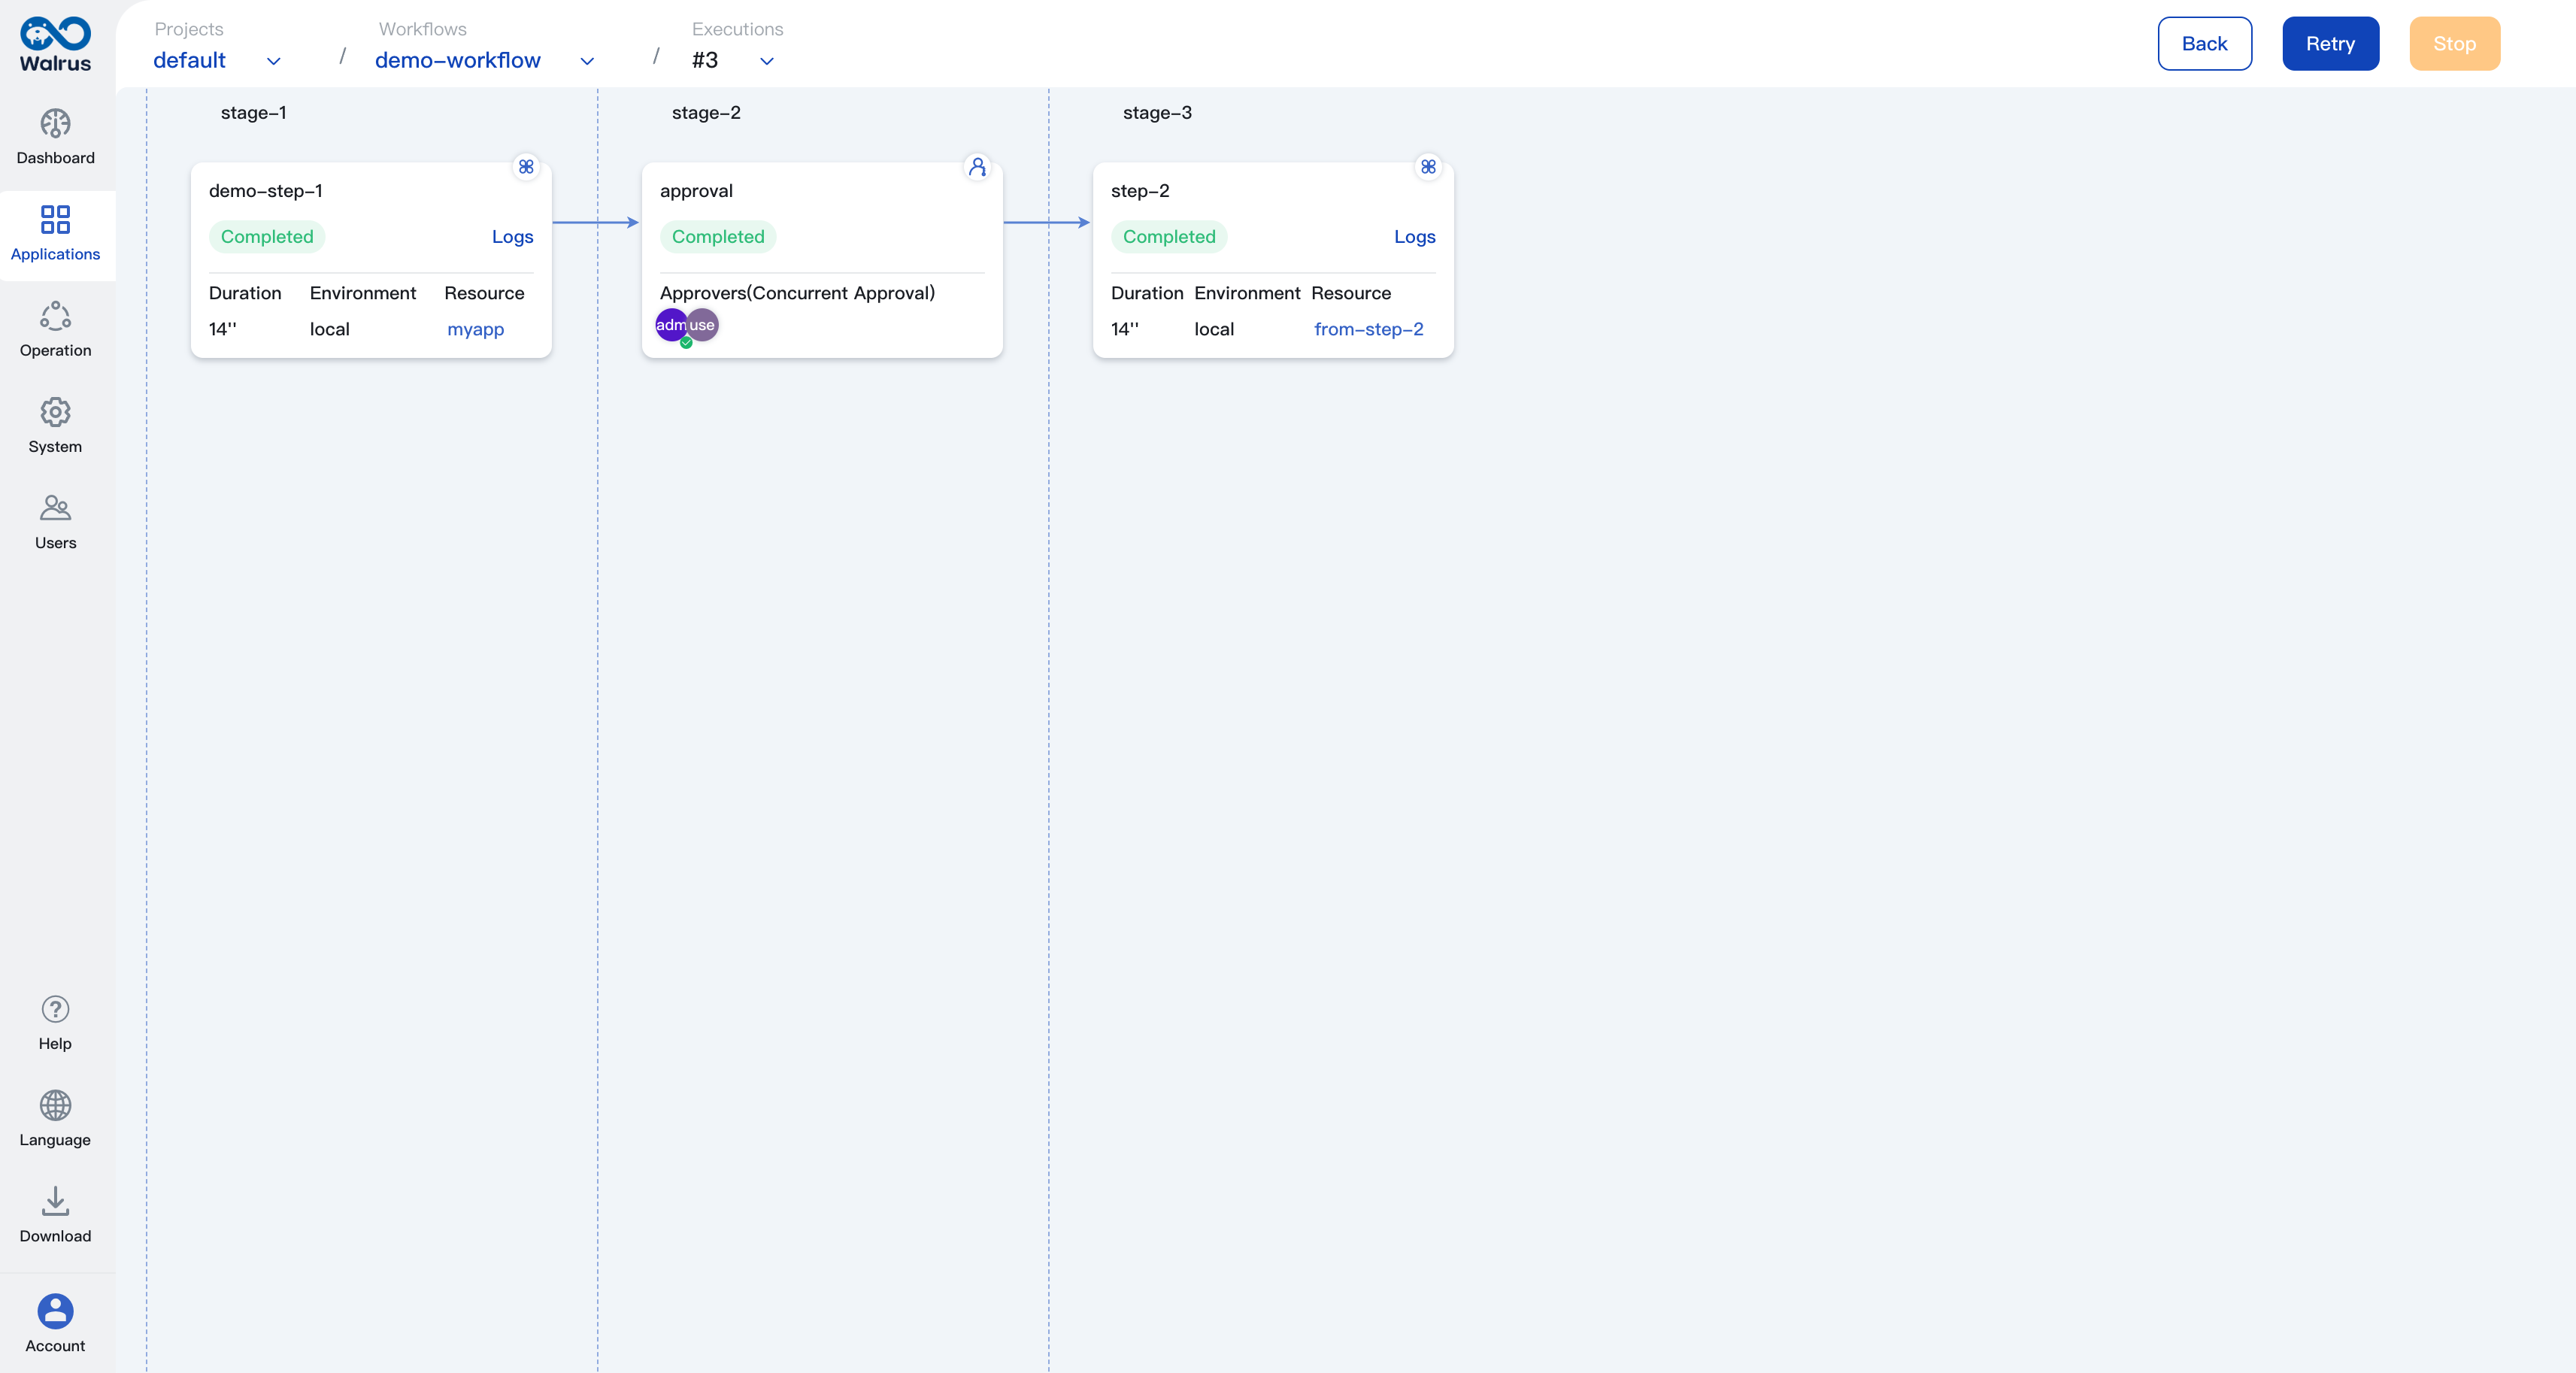 Walrus
Dashboard
Applications
Operation
System
Users
Help
Language
Download
Account
Projects
default
/
Workflows
demo-workflow
/
Executions
#3
Back
Retry
Stop
stage-1
demo-step-1
Completed
Logs
Duration Environment Resource
14'' local myapp
stage-2
approval
Completed
Approvers(Concurrent Approval)
adm use
stage-3
step-2
Completed
Logs
Duration Environment Resource
14'' local from-step-2